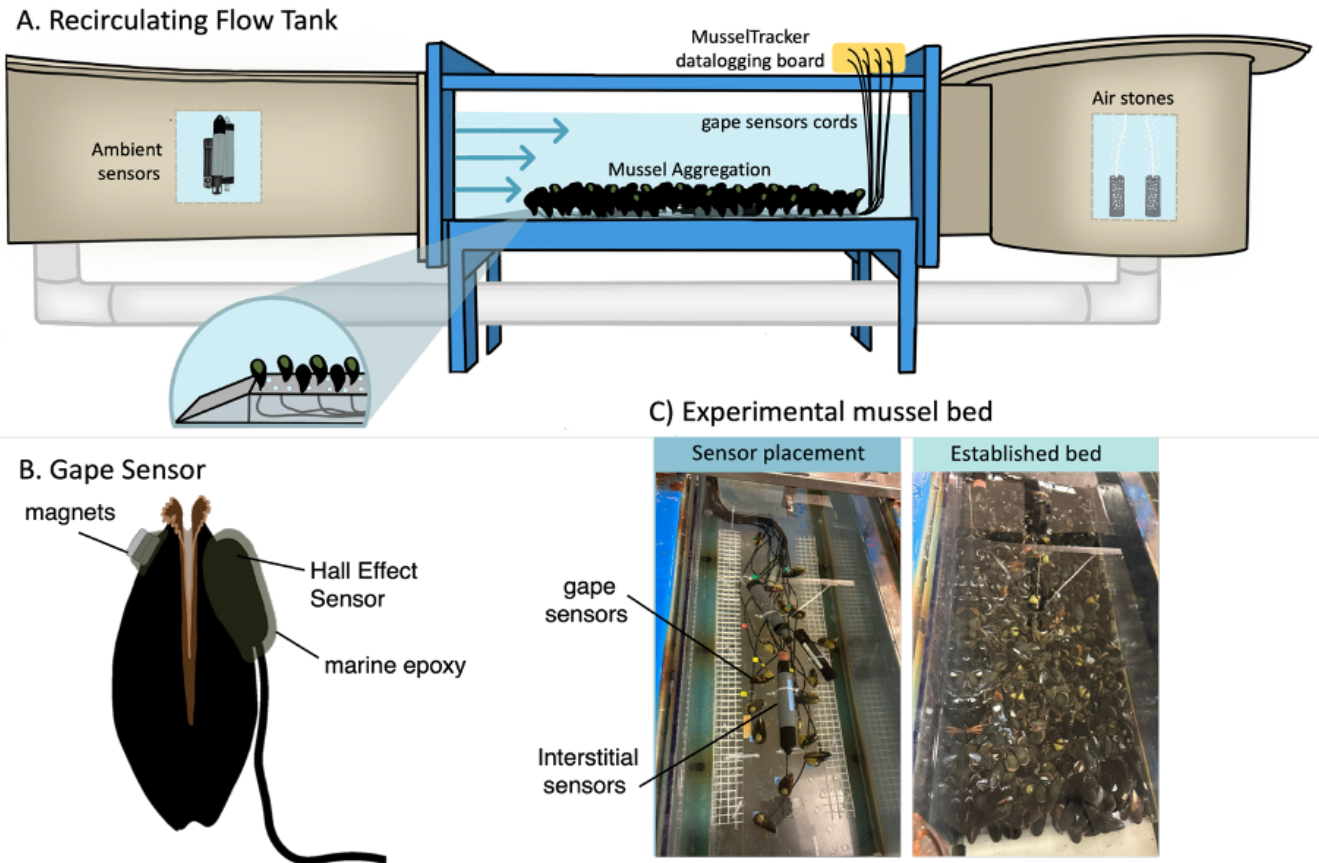 A. Recirculating Flow Tank
MusselTracker
datalogging board
Air stones
gape sensors cords
Ambient
sensors
Mussel Aggregation
C) Experimental mussel bed
B. Gape Sensor
Sensor placement
Established bed
magnets
Hall Effect
Sensor
gape
sensors
marine epoxy
Interstitial
sensors